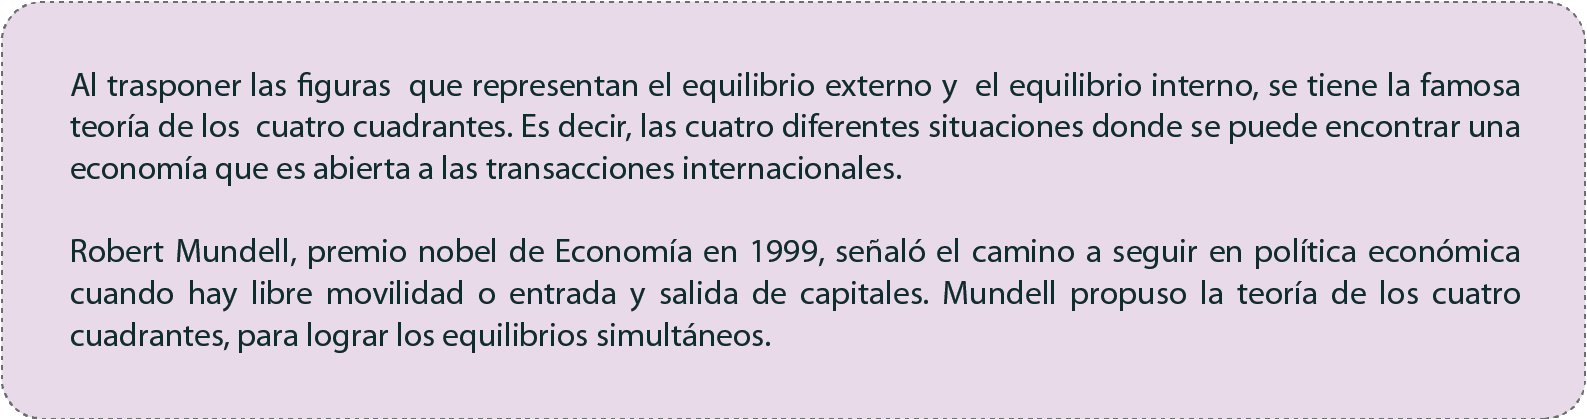 Al trasponer las figuras que representan el equilibrio externo y el equilibrio interno, se tiene la famosa
teoría de los cuatro cuadrantes. Es decir, las cuatro diferentes situaciones donde se puede encontrar una
economía que es abierta a las transacciones internacionales.
Robert Mundell, premio nobel de Economía en 1999, señaló el camino a seguir en política económica
cuando hay libre movilidad o entrada y salida de capitales. Mundell propuso la teoría de los cuatro
cuadrantes, para lograr los equilibrios simultáneos.